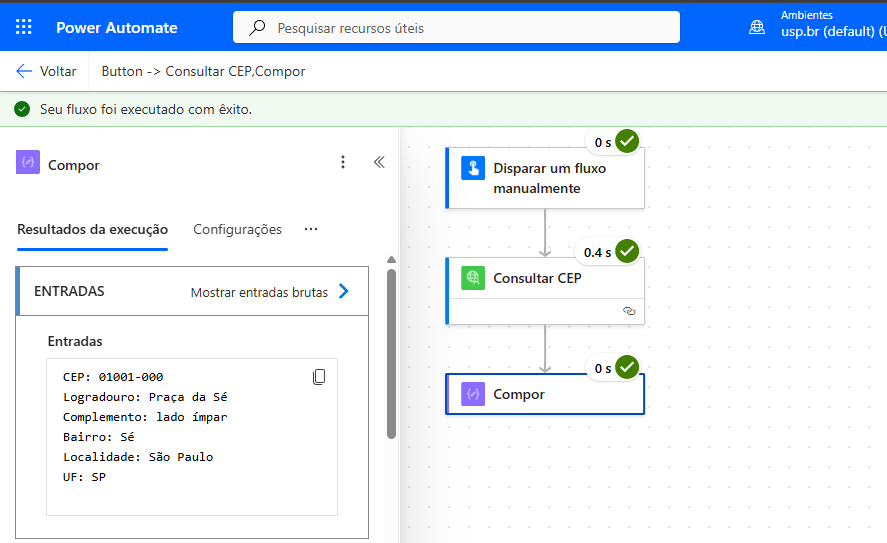 Power Automate
Pesquisar recursos úteis
Ambientes
usp.br (default) (U
Voltar
Button -> Consultar CEP,Compor
Seu fluxo foi executado com êxito.
Compor
Resultados da execução
Configurações
ENTRADAS
Mostrar entradas brutas
Entradas
CEP: 01001-000
Logradouro: Praça da Sé
Complemento: lado ímpar
Bairro: Sé
Localidade: São Paulo
UF: SP
0 s
Disparar um fluxo
manualmente
0.4 s
Consultar CEP
0 s
Compor